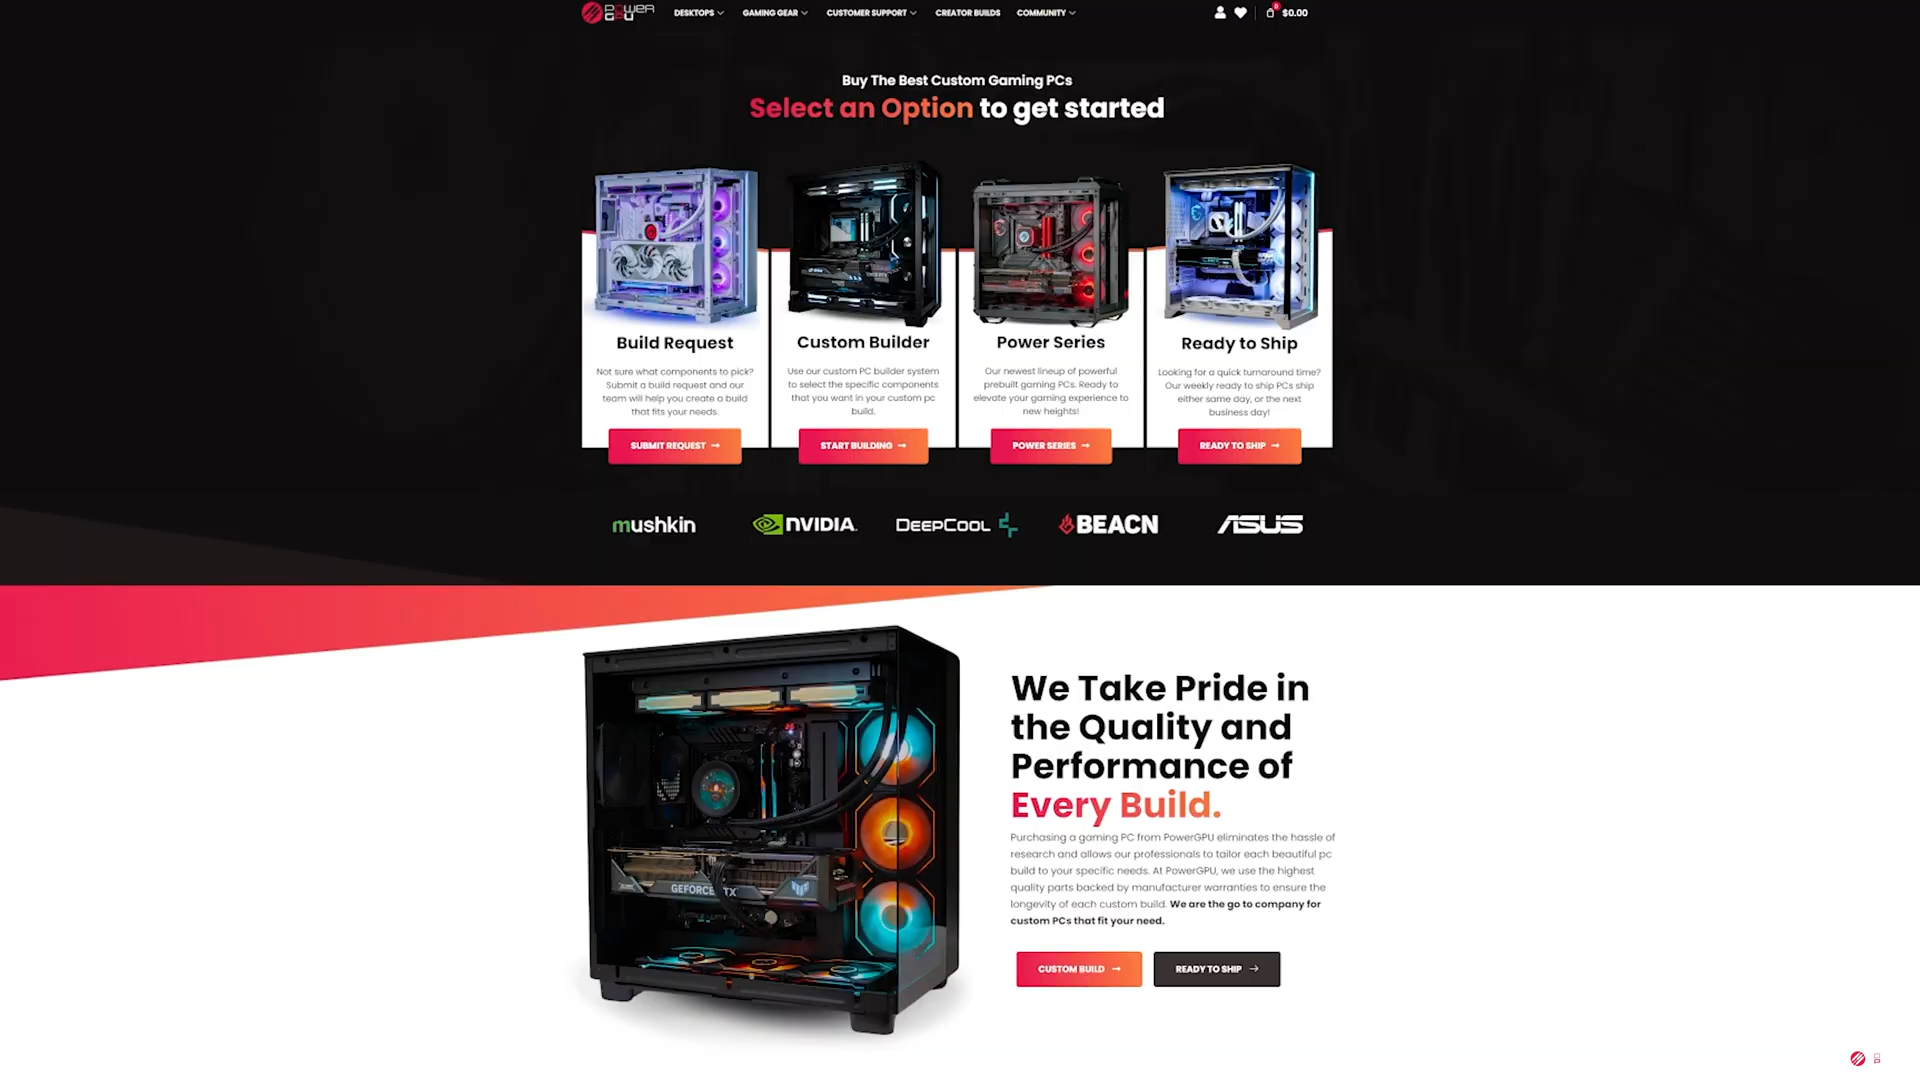 POWER
GPU
DESKTOPS
GAMING GEAR
CUSTOMER SUPPORT
CREATOR BUILDS
COMMUNITY
0
$0.00
Buy The Best Custom Gaming PCs
Select an Option to get started
Build Request
Not sure what components to pick?
Submit a build request and our
team will help you create a build
that fits your needs.
SUBMIT REQUEST →
Custom Builder
Use our custom PC builder system
to select the specific components
that you want in your custom pc
build.
START BUILDING →
Power Series
Our newest lineup of powerful
prebuilt gaming PCs. Ready to
elevate your gaming experience to
new heights!
POWER SERIES →
Ready to Ship
Looking for a quick turnaround time?
Our weekly ready to ship PCs ship
either same day, or the next
business day!
READY TO SHIP →
mushkin
NVIDIA.
DEEPCOOL
BEACN
ASUS
GEFORCE RTX
We Take Pride in
the Quality and
Performance of
Every Build.
Purchasing a gaming PC from PowerGPU eliminates the hassle of
research and allows our professionals to tailor each beautiful pc
build to your specific needs. At PowerGPU, we use the highest
quality parts backed by manufacturer warranties to ensure the
longevity of each custom build. We are the go to company for
custom PCs that fit your need.
CUSTOM BUILD →
READY TO SHIP →